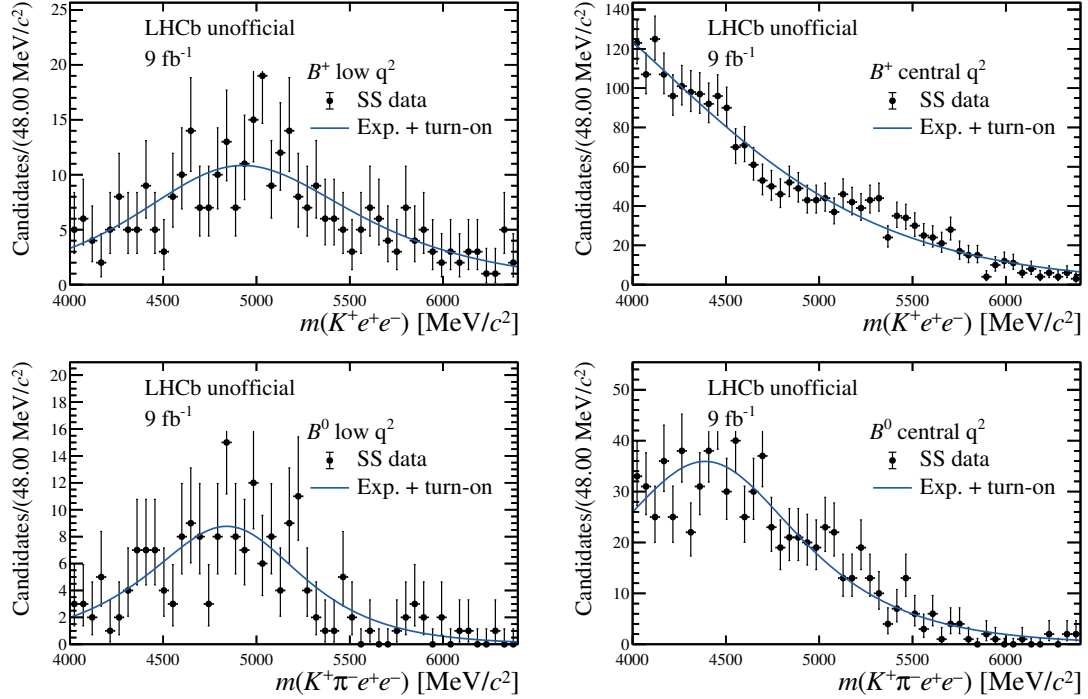 Candidates/(48.00 MeV/c²)
25
20
15
10
5
0
LHCb unofficial
9 fb⁻¹
B⁺ low q²
SS data
Exp. + turn-on
4000 4500 5000 5500 6000
m(K⁺e⁺e⁻) [MeV/c²]
Candidates/(48.00 MeV/c²)
140
120
100
80
60
40
20
0
LHCb unofficial
9 fb⁻¹
B⁺ central q²
SS data
Exp. + turn-on
4000 4500 5000 5500 6000
m(K⁺e⁺e⁻) [MeV/c²]
Candidates/(48.00 MeV/c²)
20
18
16
14
12
10
8
6
4
2
0
LHCb unofficial
9 fb⁻¹
B⁰ low q²
SS data
Exp. + turn-on
4000 4500 5000 5500 6000
m(K⁺π⁻e⁺e⁻) [MeV/c²]
Candidates/(48.00 MeV/c²)
50
40
30
20
10
0
LHCb unofficial
9 fb⁻¹
B⁰ central q²
SS data
Exp. + turn-on
4000 4500 5000 5500 6000
m(K⁺π⁻e⁺e⁻) [MeV/c²]